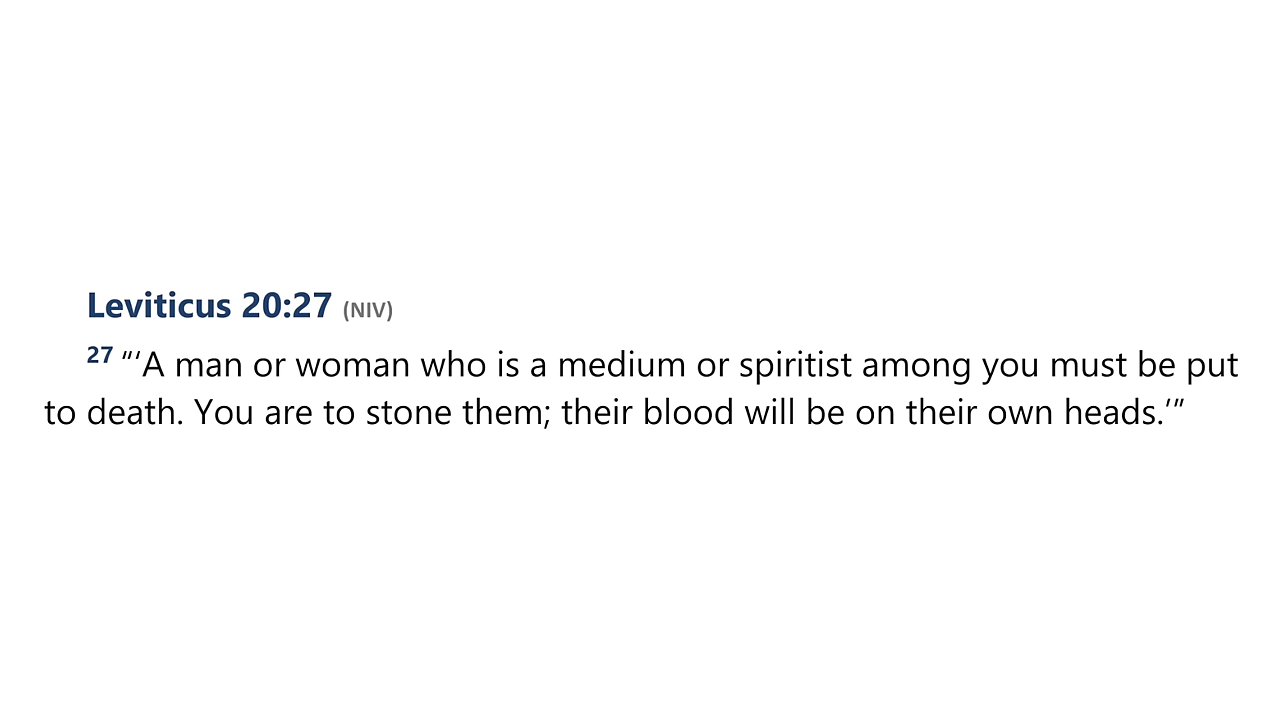 Leviticus 20:27 (NIV)
27 “‘A man or woman who is a medium or spiritist among you must be put
to death. You are to stone them; their blood will be on their own heads.’”